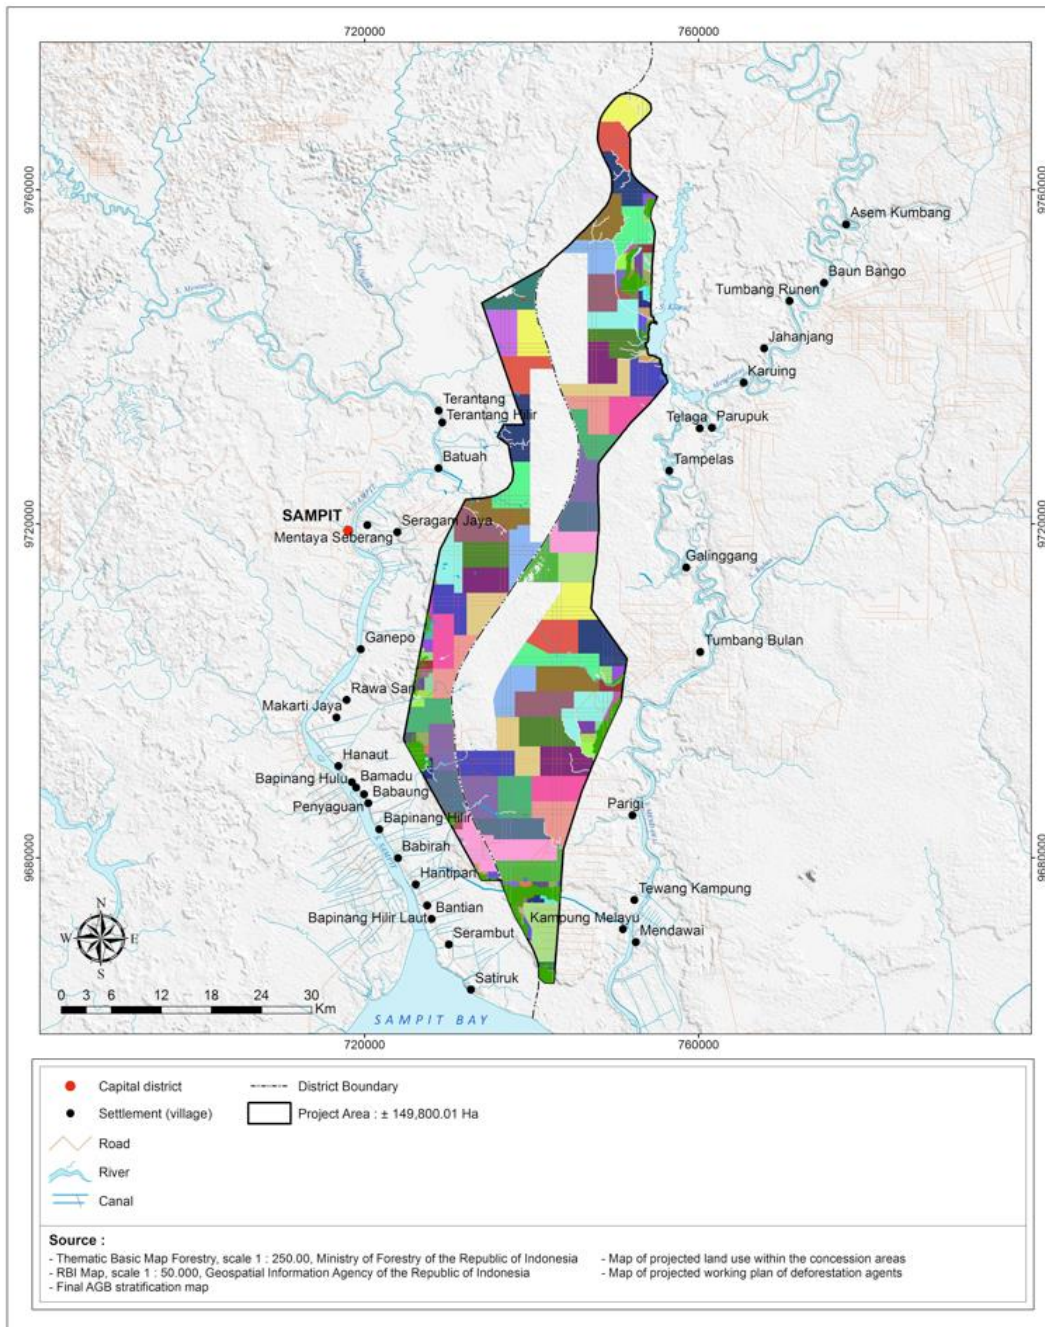 720000
760000
9760000
9760000
Asem Kumbang
Baun Bango
Tumbang Runen
Jahanjang
Karuing
Terantang
Terantang Hilir
Telaga
Parupuk
Batuah
Tampelas
SAMPIT
Seragam Jaya
Mentaya Seberang
9720000
9720000
Galinggang
Ganepo
Tumbang Bulan
Rawa Sari
Makarti Jaya
Hanaut
Bapinang Hulu
Bamadu
Babaung
Penyaguan
Bapinang Hilir
Parigi
Babirah
9680000
9680000
Hantipan
Tewang Kampung
Bantian
Bapinang Hilir Laut
Kampung Melayu
Serambut
Mendawai
Satiruk
N
W
E
S
0 3 6 12 18 24 30
Km
SAMPIT BAY
720000
760000
Capital district
District Boundary
Settlement (village)
Project Area : ± 149,800.01 Ha
Road
River
Canal
Source :
- Thematic Basic Map Forestry, scale 1 : 250.00, Ministry of Forestry of the Republic of Indonesia
- Map of projected land use within the concession areas
- RBI Map, scale 1 : 50.000, Geospatial Information Agency of the Republic of Indonesia
- Map of projected working plan of deforestation agents
- Final AGB stratification map